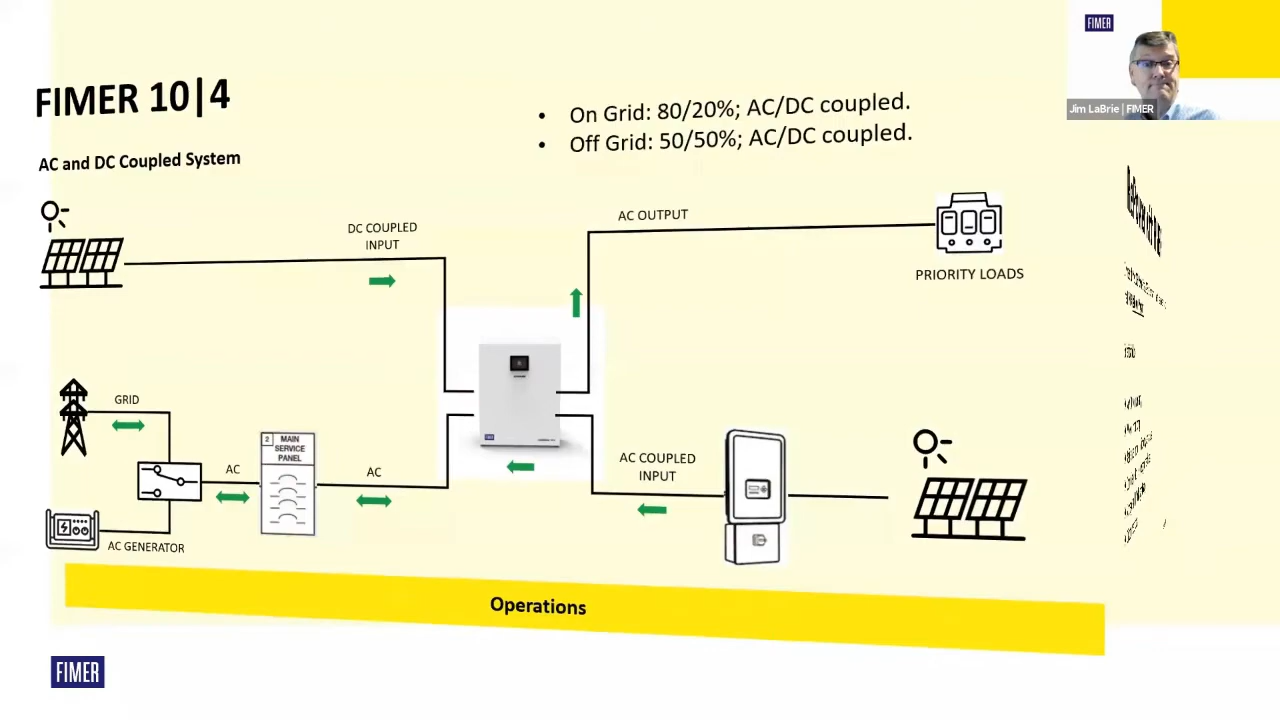 FIMER
Jim LaBrie | FIMER
FIMER 10|4
• On Grid: 80/20%; AC/DC coupled.
• Off Grid: 50/50%; AC/DC coupled.
AC and DC Coupled System
DC COUPLED
INPUT
AC OUTPUT
PRIORITY LOADS
GRID
2 MAIN
SERVICE
PANEL
AC
AC
AC COUPLED
INPUT
AC GENERATOR
Operations
FIMER